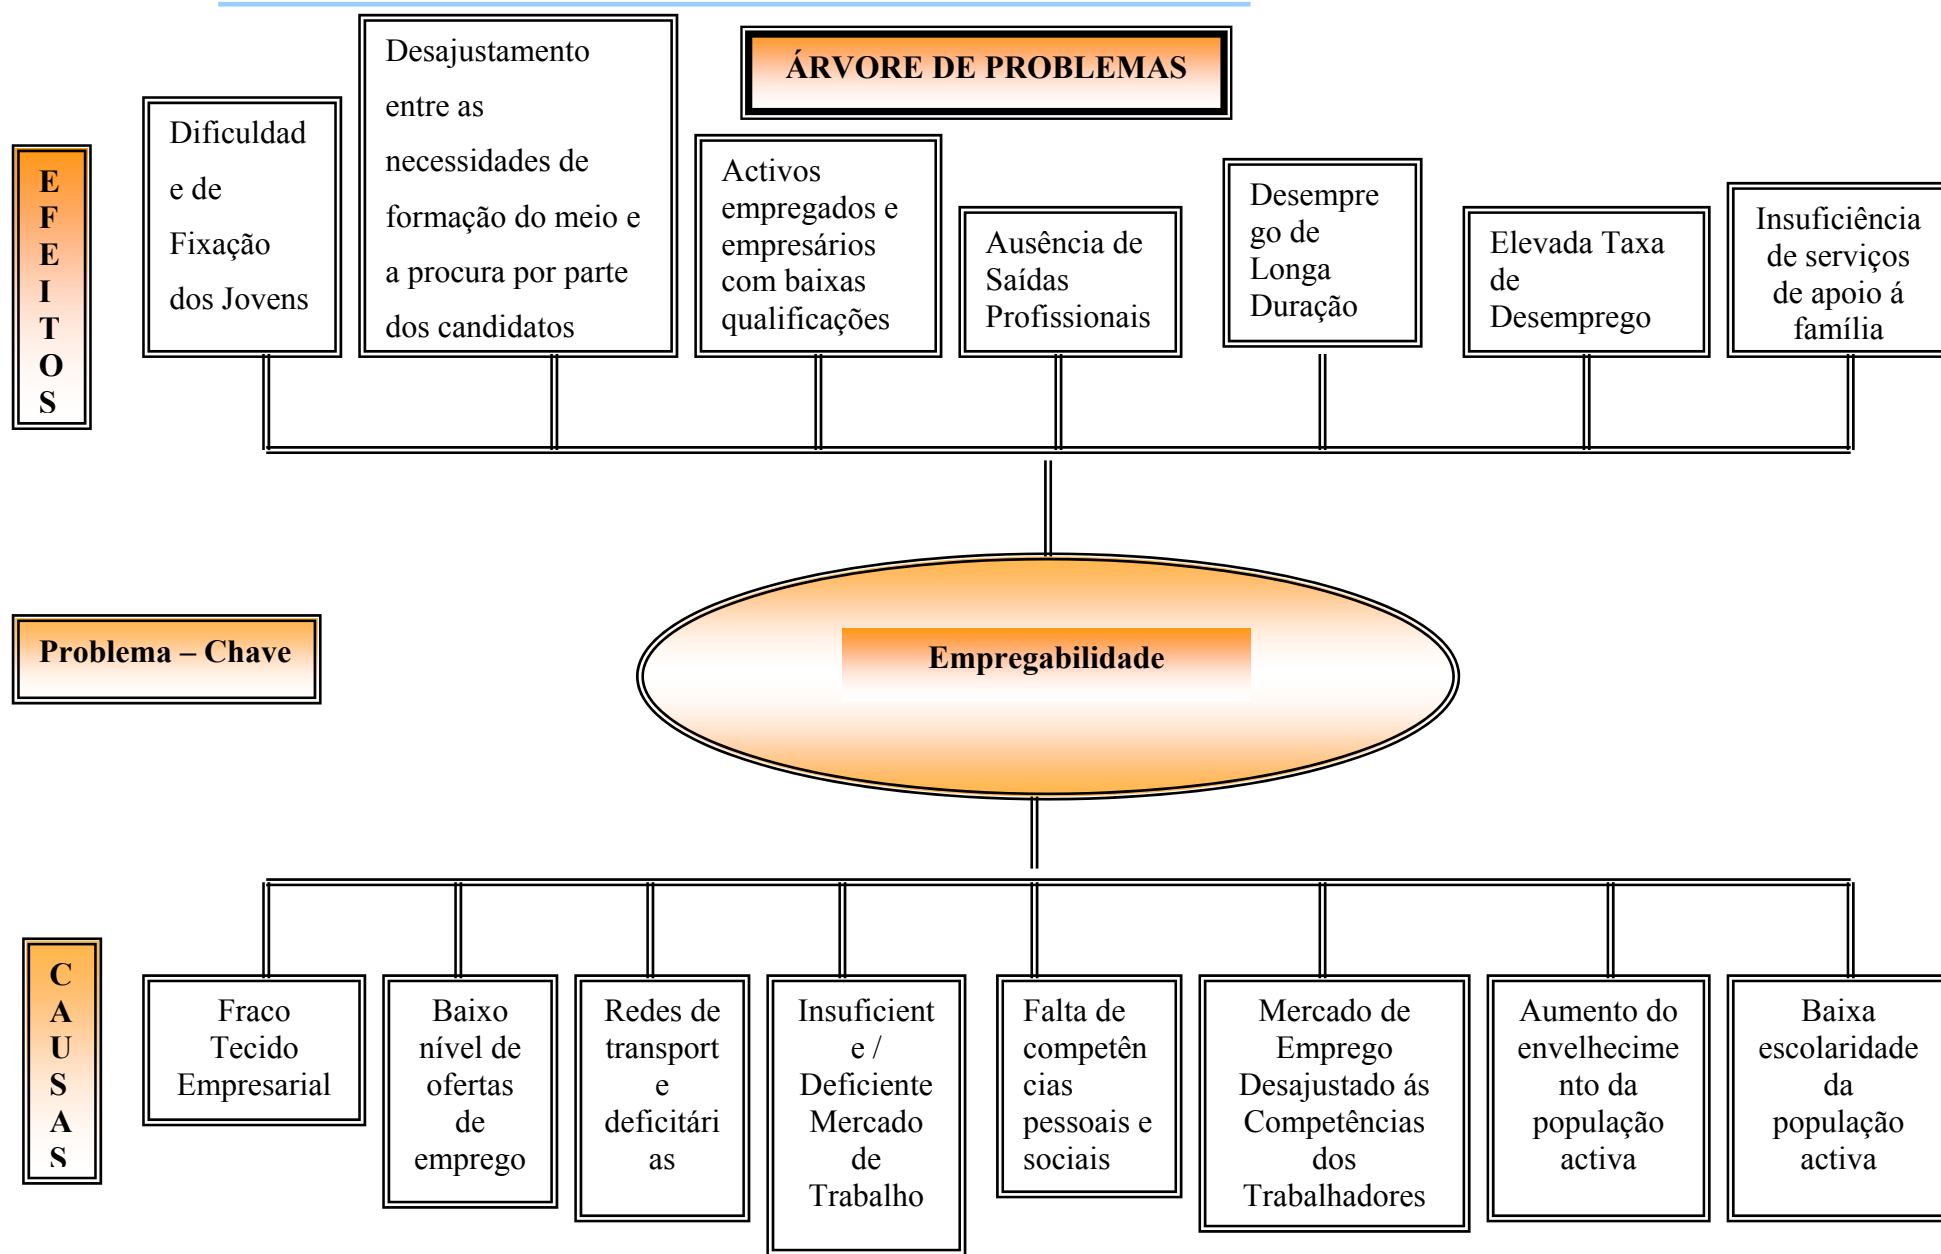 ÁRVORE DE PROBLEMAS
E
F
E
I
T
O
S
Dificuldad
e de
Fixação
dos Jovens
Desajustamento
entre as
necessidades de
formação do meio e
a procura por parte
dos candidatos
Activos
empregados e
empresários
com baixas
qualificações
Ausência de
Saídas
Profissionais
Desempre
go de
Longa
Duração
Elevada Taxa
de
Desemprego
Insuficiência
de serviços
de apoio á
família
Problema – Chave
Empregabilidade
C
A
U
S
A
S
Fraco
Tecido
Empresarial
Baixo
nível de
ofertas
de
emprego
Redes de
transport
e
deficitári
as
Insuficient
e /
Deficiente
Mercado
de
Trabalho
Falta de
competên
cias
pessoais e
sociais
Mercado de
Emprego
Desajustado ás
Competências
dos
Trabalhadores
Aumento do
envelhecime
nto da
população
activa
Baixa
escolaridade
da
população
activa